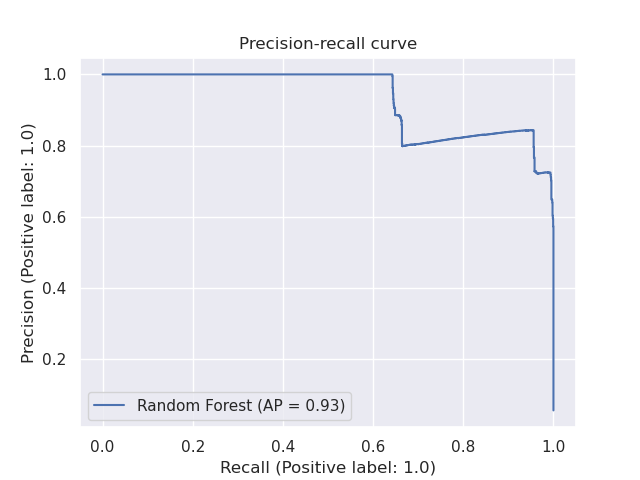 Precision-recall curve
Precision (Positive label: 1.0)
1.0
0.8
0.6
0.4
0.2
Random Forest (AP = 0.93)
0.0 0.2 0.4 0.6 0.8 1.0
Recall (Positive label: 1.0)